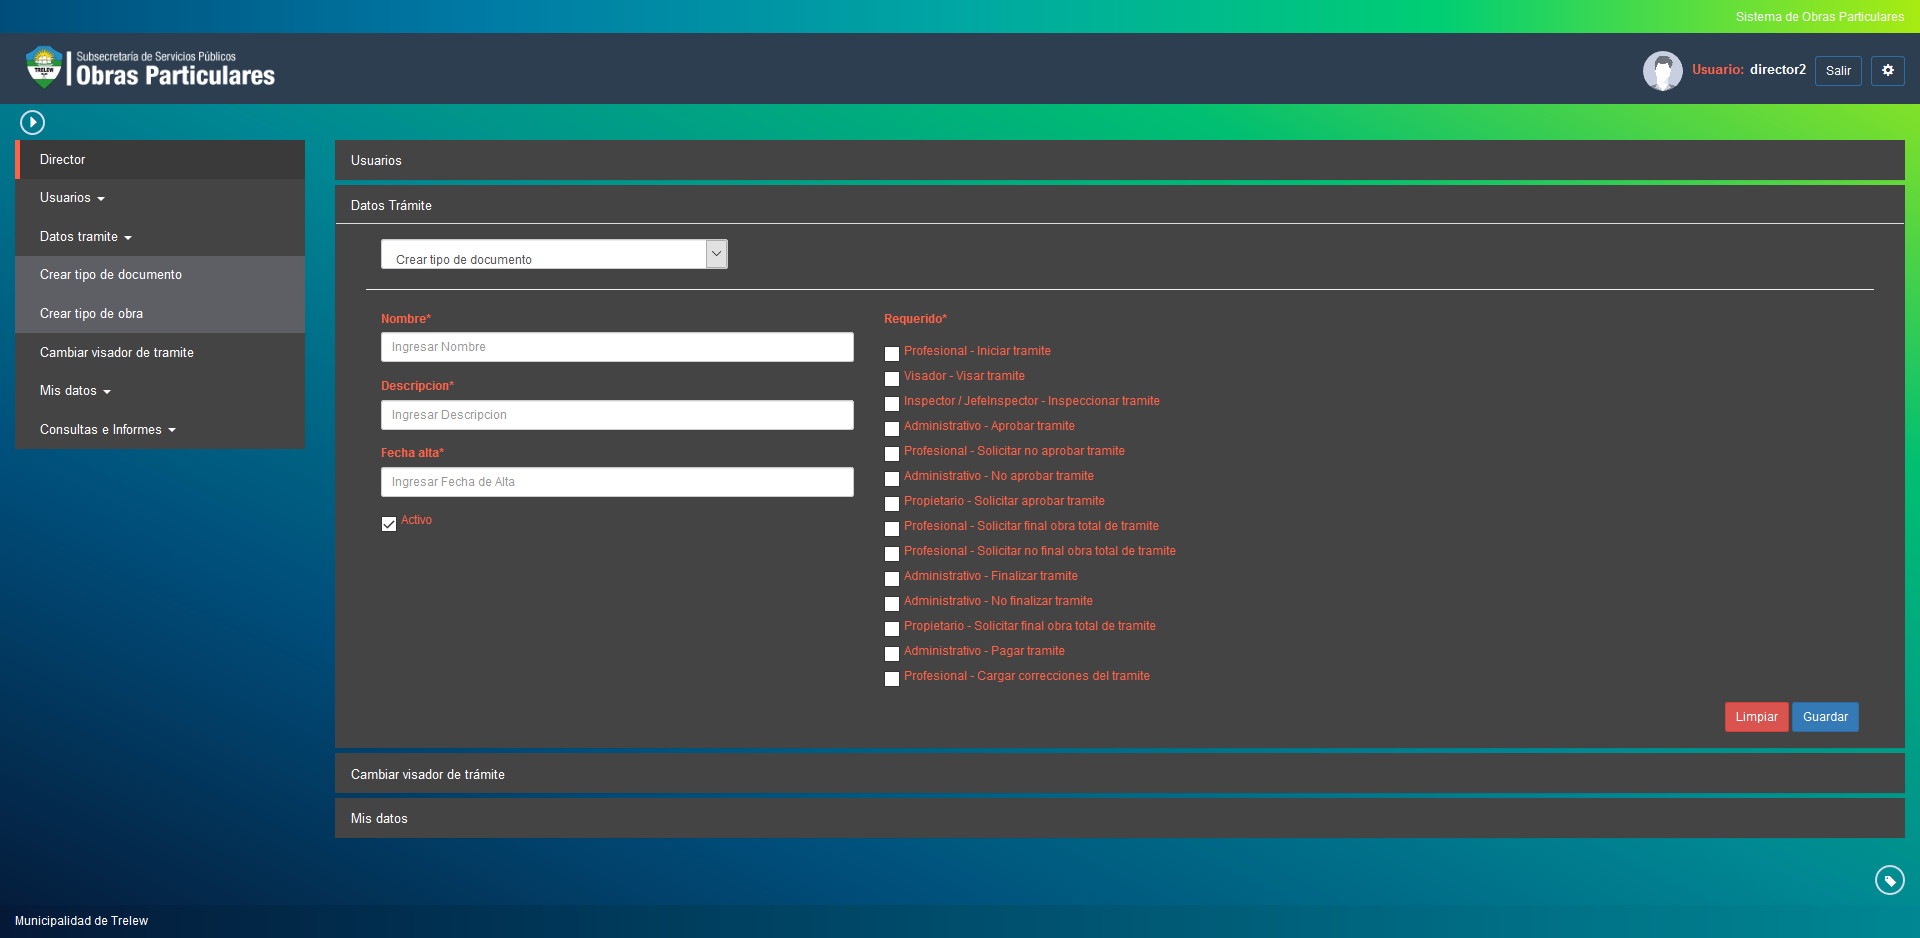 Sistema de Obras Particulares
TRELEW
Subsecretaría de Servicios Públicos
Obras Particulares
Usuario: director2
Salir
Director
Usuarios
Datos tramite
Crear tipo de documento
Crear tipo de obra
Cambiar visador de tramite
Mis datos
Consultas e Informes
Usuarios
Datos Trámite
Crear tipo de documento
Nombre*
Ingresar Nombre
Descripcion*
Ingresar Descripcion
Fecha alta*
Ingresar Fecha de Alta
Activo
Requerido*
Profesional - Iniciar tramite
Visador - Visar tramite
Inspector / JefeInspector - Inspeccionar tramite
Administrativo - Aprobar tramite
Profesional - Solicitar no aprobar tramite
Administrativo - No aprobar tramite
Propietario - Solicitar aprobar tramite
Profesional - Solicitar final obra total de tramite
Profesional - Solicitar no final obra total de tramite
Administrativo - Finalizar tramite
Administrativo - No finalizar tramite
Propietario - Solicitar final obra total de tramite
Administrativo - Pagar tramite
Profesional - Cargar correcciones del tramite
Limpiar
Guardar
Cambiar visador de trámite
Mis datos
Municipalidad de Trelew